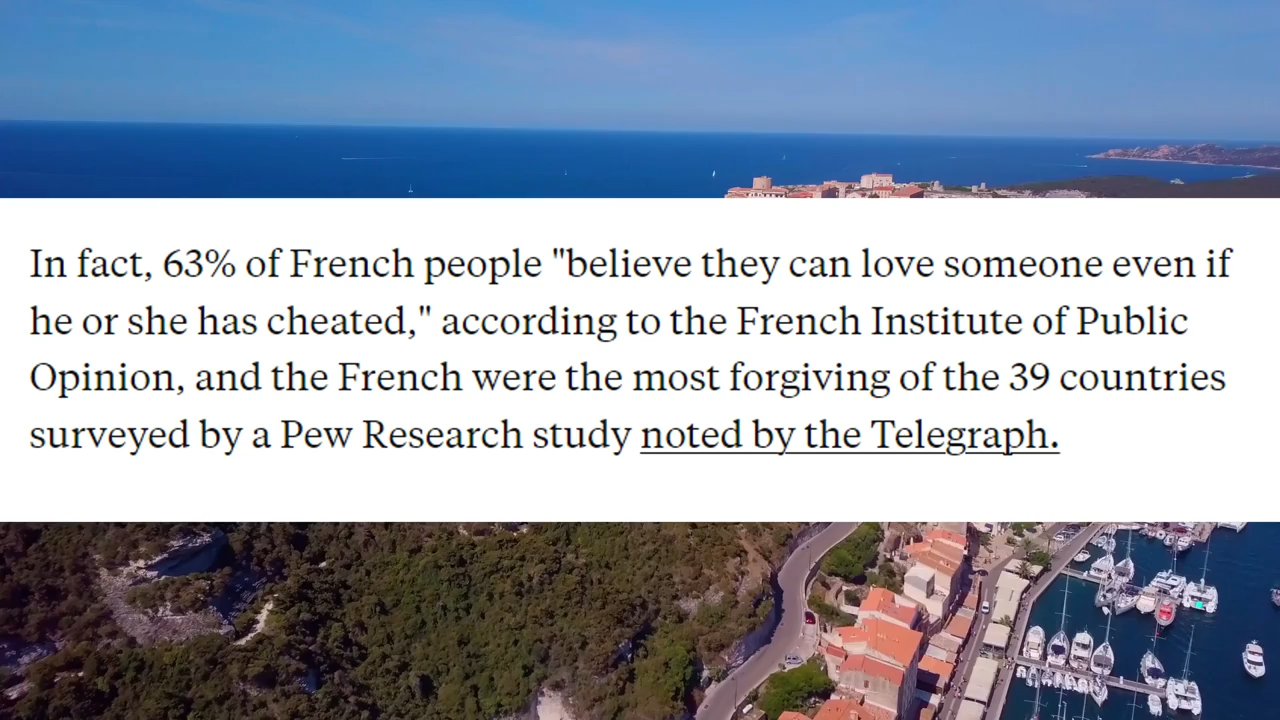 In fact, 63% of French people "believe they can love someone even if
he or she has cheated," according to the French Institute of Public
Opinion, and the French were the most forgiving of the 39 countries
surveyed by a Pew Research study noted by the Telegraph.